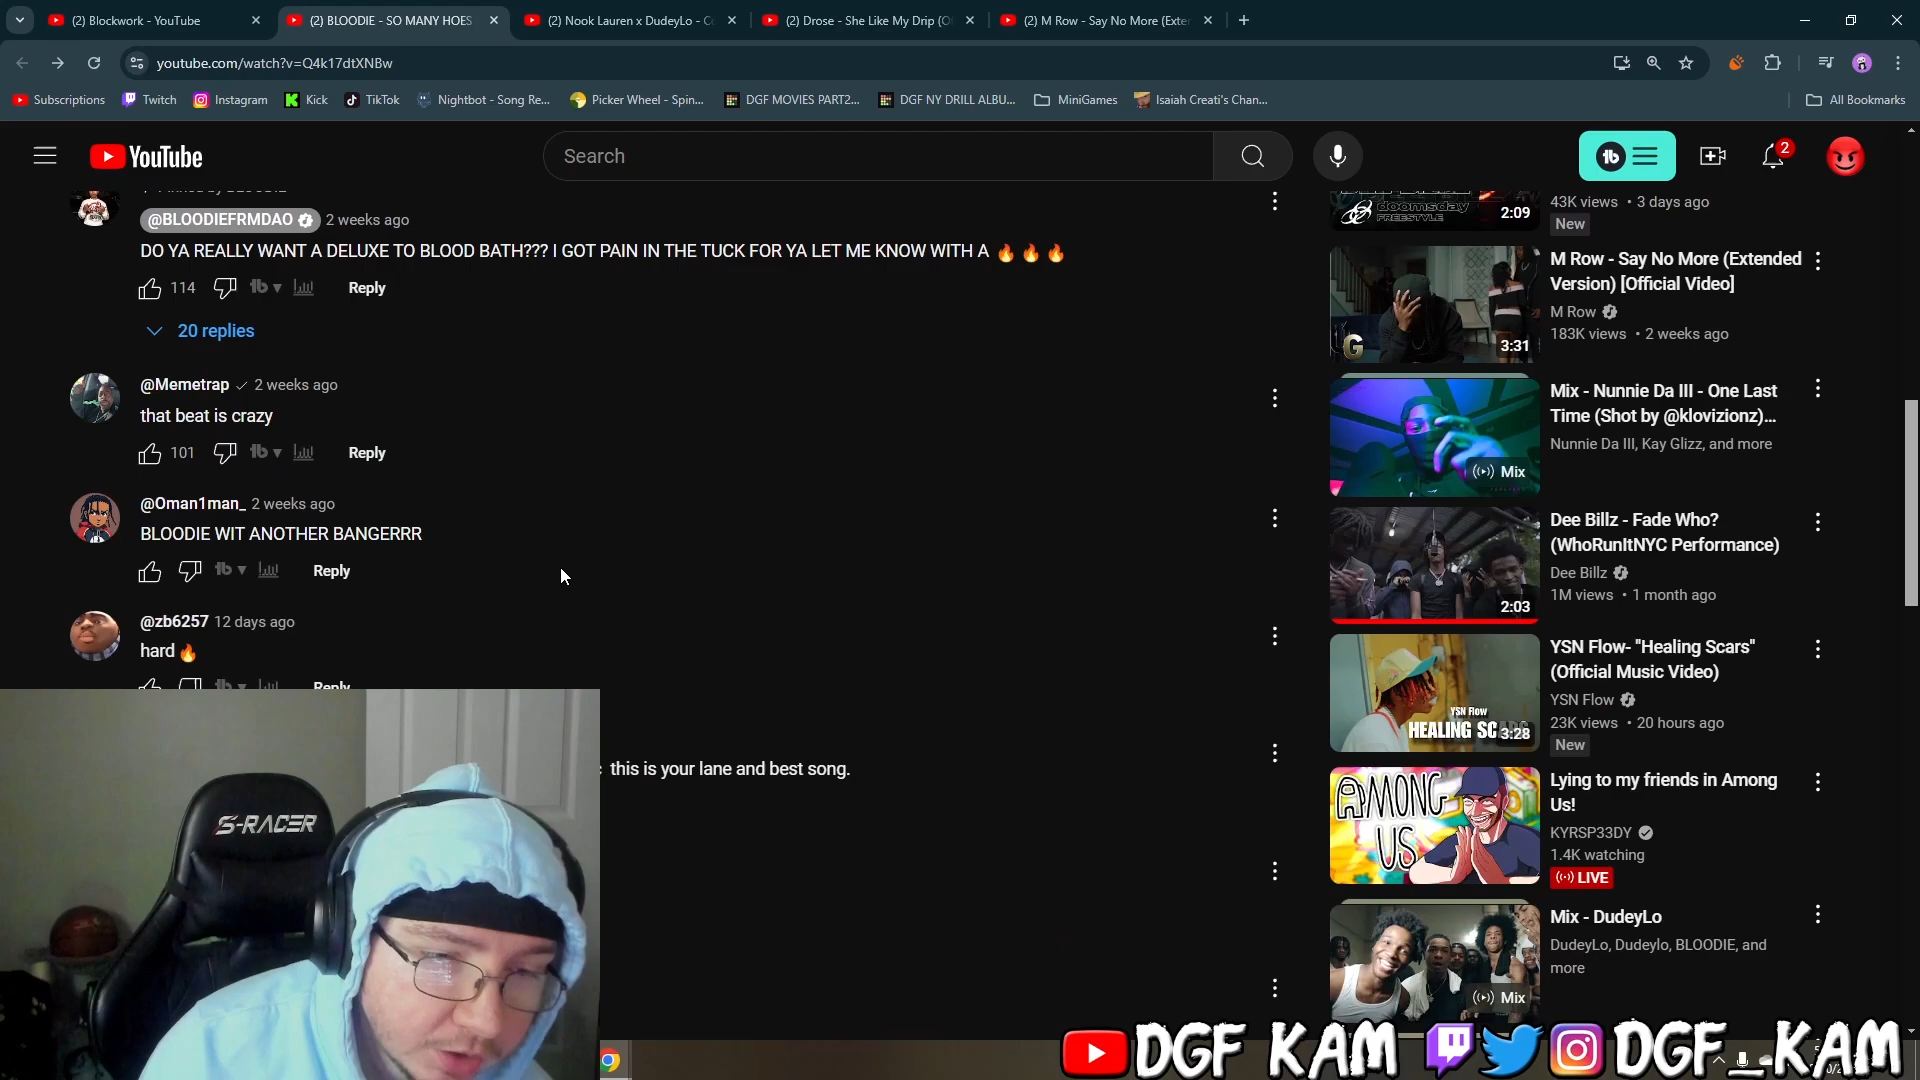 (2) Blockwork - YouTube
(2) BLOODIE - SO MANY HOES
(2) Nook Lauren x DudeyLo - C
(2) Drose - She Like My Drip (O
(2) M Row - Say No More (Exte
youtube.com/watch?v=Q4k17dtXNBw
Subscriptions
Twitch
Instagram
Kick
TikTok
Nightbot - Song Re...
Picker Wheel - Spin...
DGF MOVIES PART2...
DGF NY DRILL ALBU...
MiniGames
Isaiah Creati's Chan...
All Bookmarks
YouTube
Search
2
@BLOODIEFRMDAO 2 weeks ago
DO YA REALLY WANT A DELUXE TO BLOOD BATH??? I GOT PAIN IN THE TUCK FOR YA LET ME KNOW WITH A 🔥 🔥 🔥
114 Reply
20 replies
@Memetrap 2 weeks ago
that beat is crazy
101 Reply
@Oman1man_ 2 weeks ago
BLOODIE WIT ANOTHER BANGERRR
Reply
@zb6257 12 days ago
hard 🔥
Reply
this is your lane and best song.
S-RACER
doomsday
FREESTYLE
2:09
43K views • 3 days ago
New
M Row - Say No More (Extended
Version) [Official Video]
M Row
183K views • 2 weeks ago
3:31
Mix - Nunnie Da III - One Last
Time (Shot by @klovizionz)...
Nunnie Da III, Kay Glizz, and more
Mix
Dee Billz - Fade Who?
(WhoRunItNYC Performance)
Dee Billz
1M views • 1 month ago
2:03
YSN Flow- "Healing Scars"
(Official Music Video)
YSN Flow
23K views • 20 hours ago
New
YSN Flow
HEALING SC
3:28
Lying to my friends in Among
Us!
KYRSP33DY
1.4K watching
LIVE
AMONG
US
Mix - DudeyLo
DudeyLo, Dudeylo, BLOODIE, and
more
Mix
DGF KAM
DGF_KAM